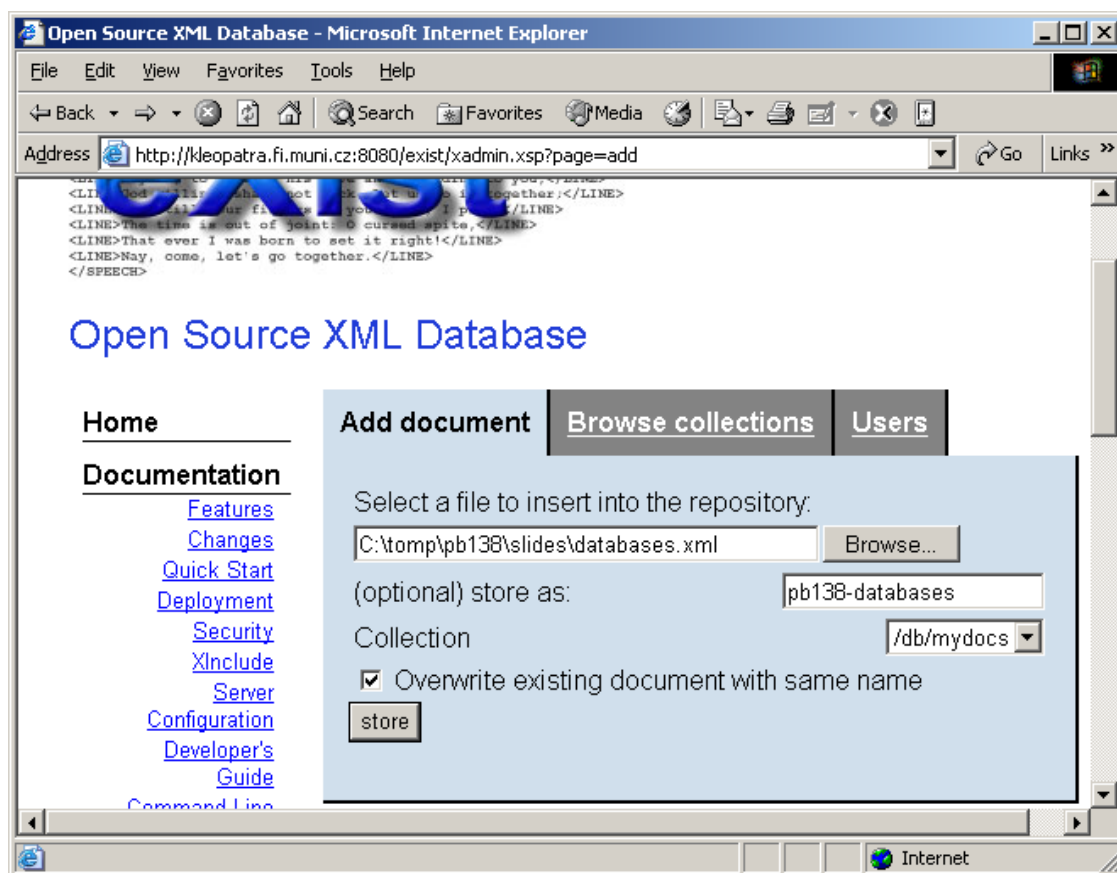 Open Source XML Database - Microsoft Internet Explorer
File Edit View Favorites Tools Help
Back Search Favorites Media
Address http://kleopatra.fi.muni.cz:8080/exist/xadmin.xsp?page=add Go Links »
exist
together;</LINE>
<LINE>The time is out of joint: O cursed spite,</LINE>
<LINE>That ever I was born to set it right!</LINE>
<LINE>Nay, come, let's go together.</LINE>
</SPEECH>
Open Source XML Database
Home
Documentation
Features
Changes
Quick Start
Deployment
Security
XInclude
Server
Configuration
Developer's
Guide
Command Line
Add document Browse collections Users
Select a file to insert into the repository:
C:\tomp\pb138\slides\databases.xml Browse...
(optional) store as: pb138-databases
Collection /db/mydocs
Overwrite existing document with same name
store
Internet